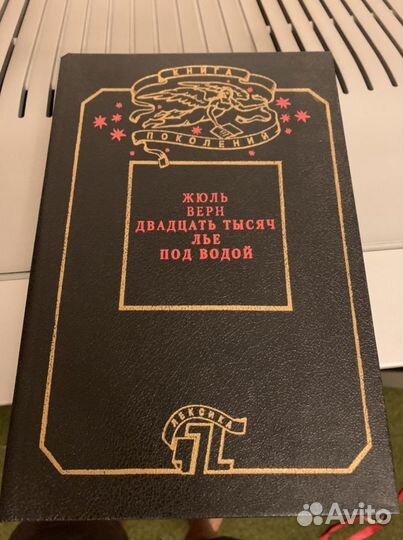 КНИГА
ПОКОЛЕНИЙ
ЖЮЛЬ
ВЕРН
ДВАДЦАТЬ ТЫСЯЧ
ЛЬЕ
ПОД ВОДОЙ
ЛЕКСИКА
Avito